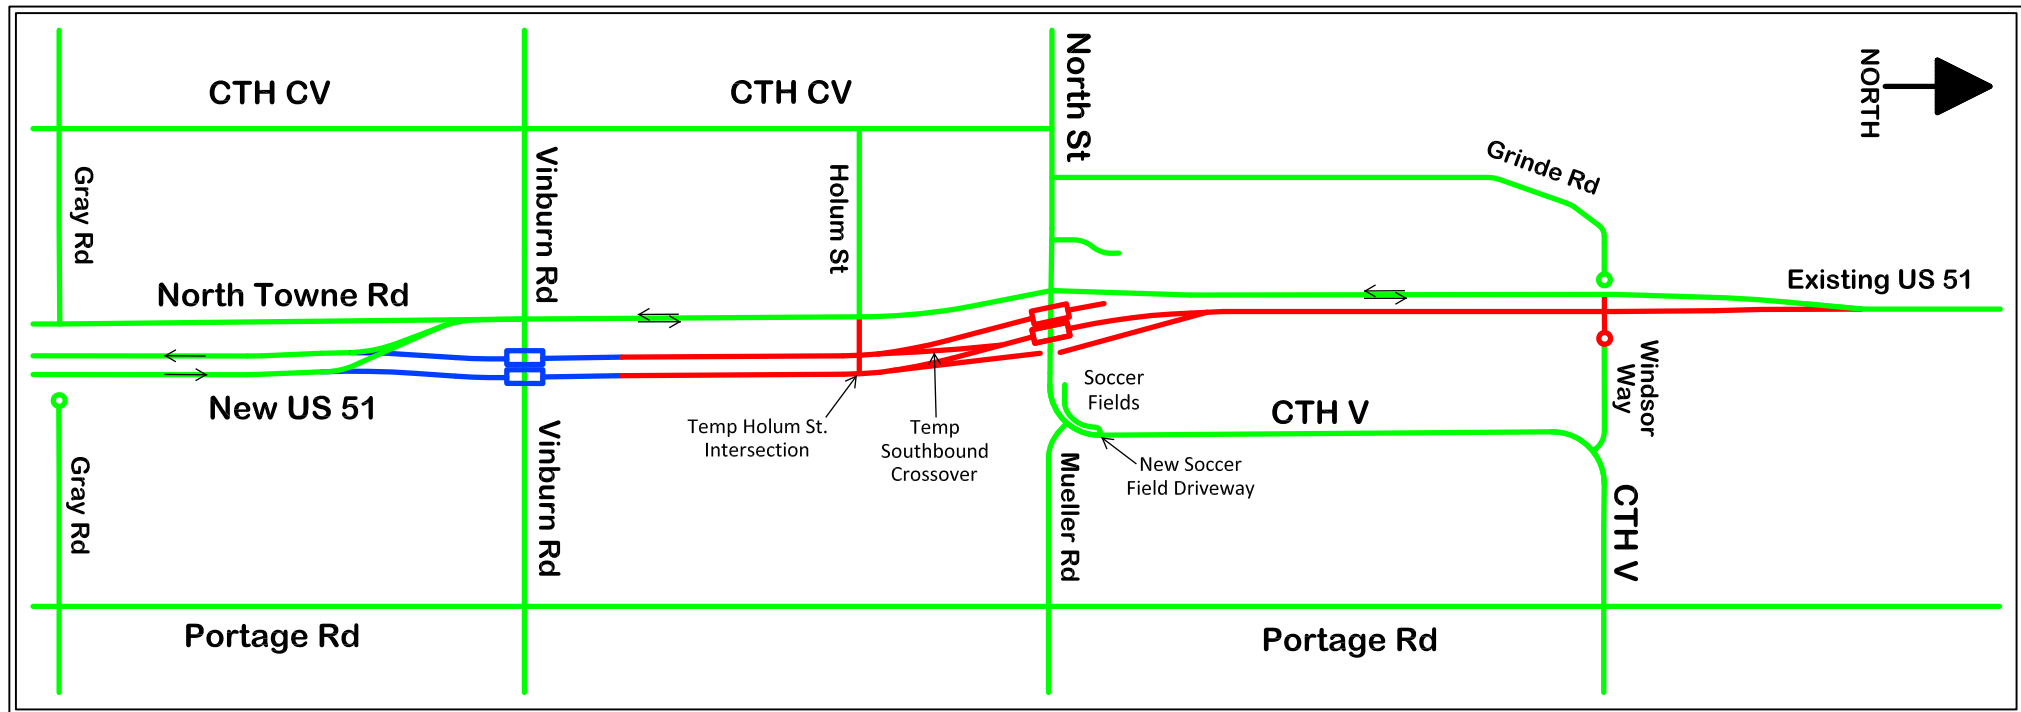 CTH CV
CTH CV
North St
NORTH
Gray Rd
Vinburn Rd
Holum St
Grinde Rd
North Towne Rd
Existing US 51
New US 51
Soccer
Fields
CTH V
Windsor
Way
Temp Holum St.
Intersection
Temp
Southbound
Crossover
New Soccer
Field Driveway
Gray Rd
Vinburn Rd
Mueller Rd
CTH V
Portage Rd
Portage Rd